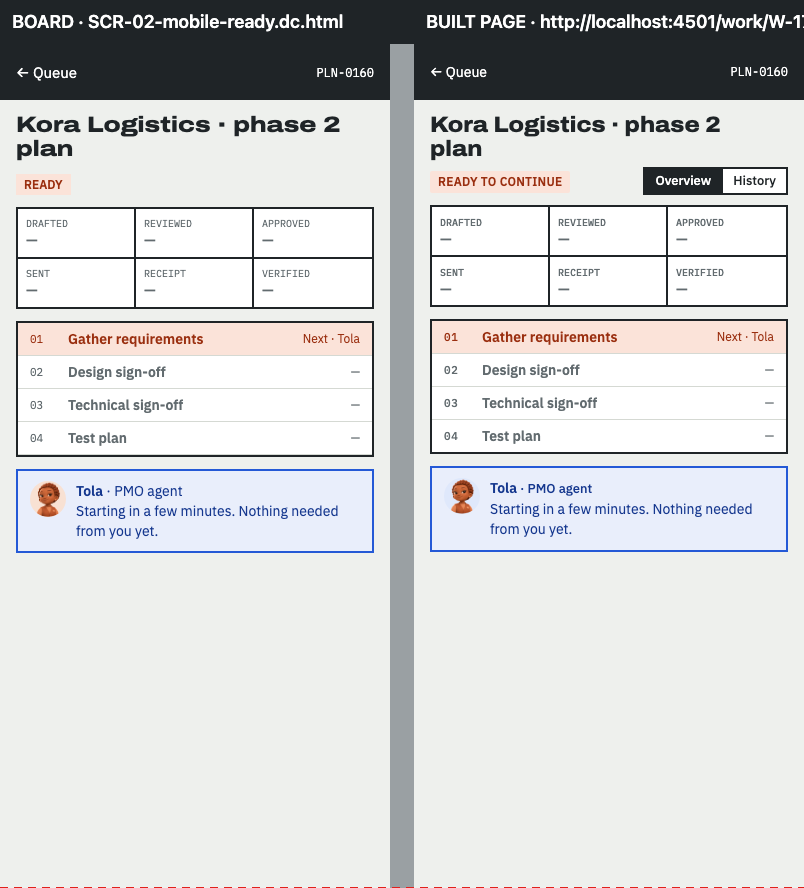 BOARD · SCR-02-mobile-ready.dc.html
← Queue
PLN-0160
Kora Logistics · phase 2
plan
READY
DRAFTED
REVIEWED
APPROVED
—
—
—
SENT
RECEIPT
VERIFIED
—
—
—
01 Gather requirements Next · Tola
02 Design sign-off —
03 Technical sign-off —
04 Test plan —
Tola · PMO agent
Starting in a few minutes. Nothing needed
from you yet.
BUILT PAGE · http://localhost:4501/work/W-17
← Queue
PLN-0160
Kora Logistics · phase 2
plan
READY TO CONTINUE
Overview
History
DRAFTED
REVIEWED
APPROVED
—
—
—
SENT
RECEIPT
VERIFIED
—
—
—
01 Gather requirements Next · Tola
02 Design sign-off —
03 Technical sign-off —
04 Test plan —
Tola · PMO agent
Starting in a few minutes. Nothing needed
from you yet.